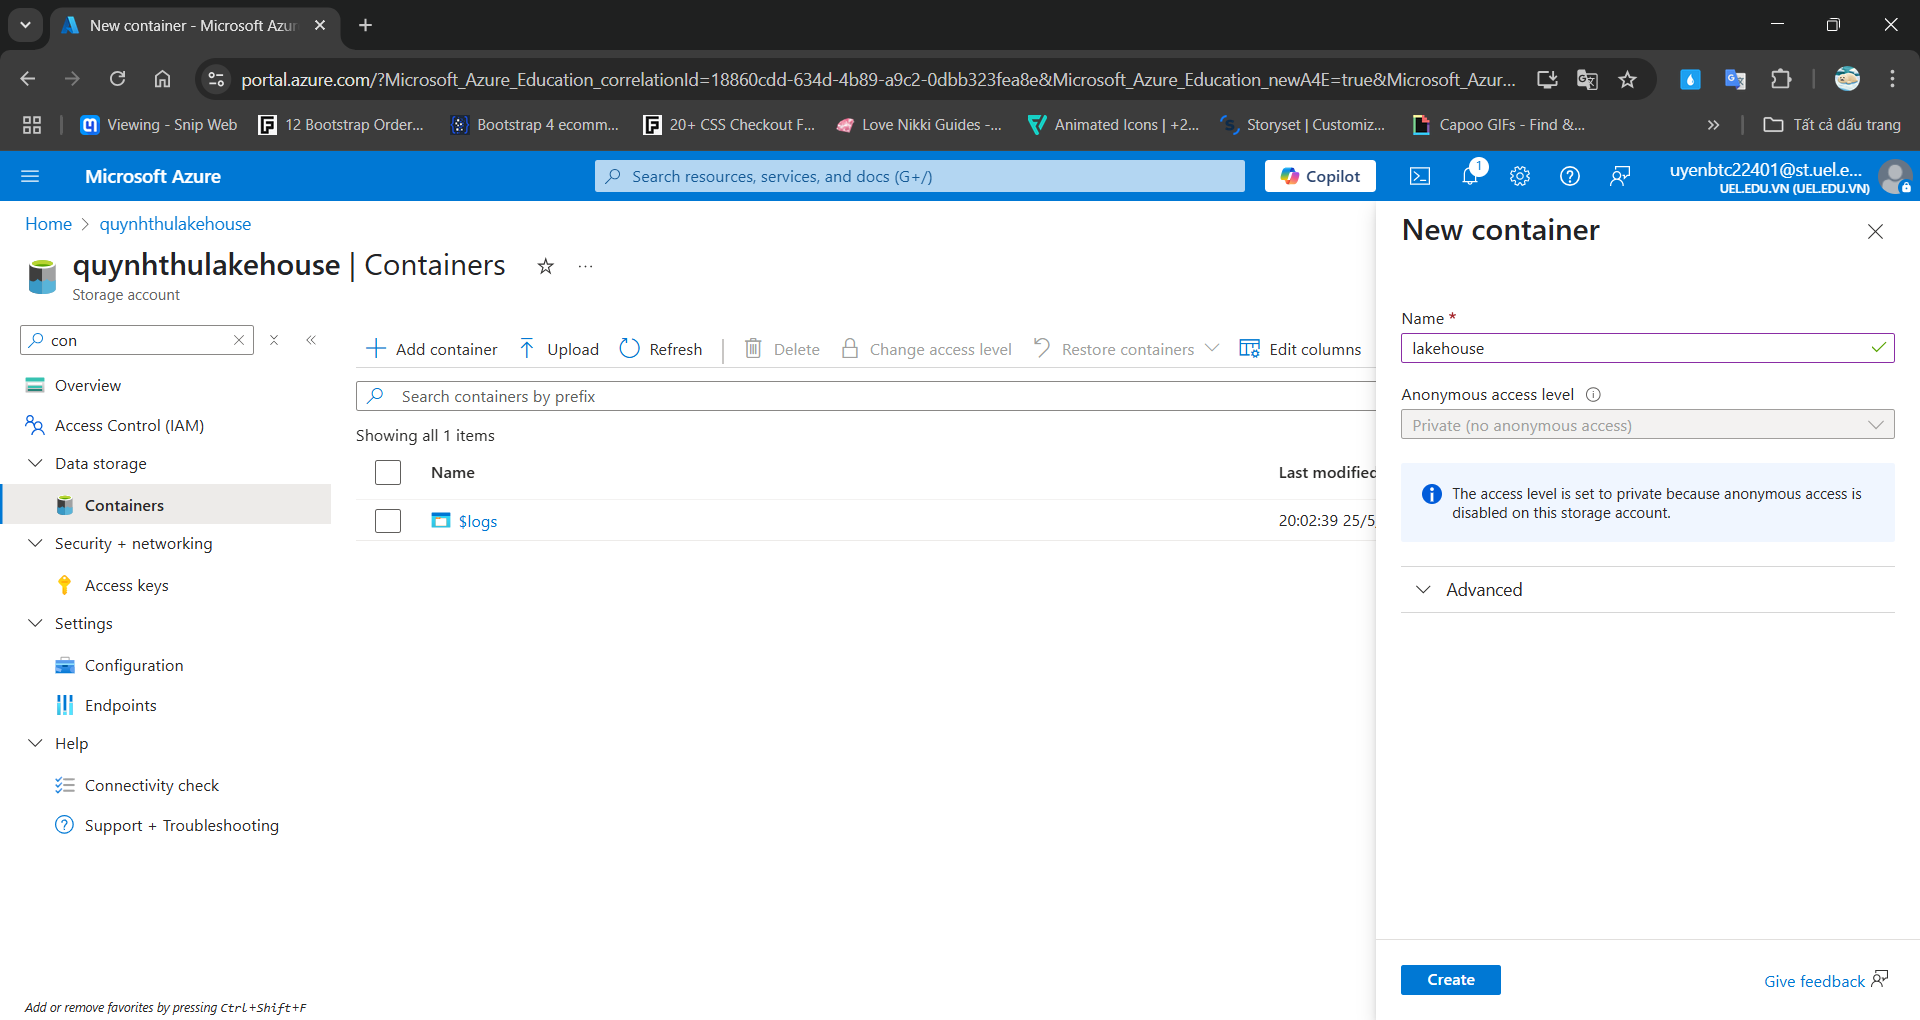 New container - Microsoft Azur
portal.azure.com/?Microsoft_Azure_Education_correlationId=18860cdd-634d-4b89-a9c2-0dbb323fea8e&Microsoft_Azure_Education_newA4E=true&Microsoft_Azur...
Viewing - Snip Web
12 Bootstrap Order...
Bootstrap 4 ecomm...
20+ CSS Checkout F...
Love Nikki Guides -...
Animated Icons | +2...
Storyset | Customiz...
Capoo GIFs - Find &...
Tất cả dấu trang
Microsoft Azure
Search resources, services, and docs (G+/)
Copilot
1
uyenbtc22401@st.uel.e...
UEL.EDU.VN (UEL.EDU.VN)
Home > quynhthulakehouse
quynhthulakehouse | Containers
Storage account
con
Overview
Access Control (IAM)
Data storage
Containers
Security + networking
Access keys
Settings
Configuration
Endpoints
Help
Connectivity check
Support + Troubleshooting
Add or remove favorites by pressing Ctrl+Shift+F
Add container
Upload
Refresh
Delete
Change access level
Restore containers
Edit columns
Search containers by prefix
Showing all 1 items
Name
Last modified
$logs
20:02:39 25/5
New container
Name *
lakehouse
Anonymous access level
Private (no anonymous access)
The access level is set to private because anonymous access is
disabled on this storage account.
Advanced
Create
Give feedback